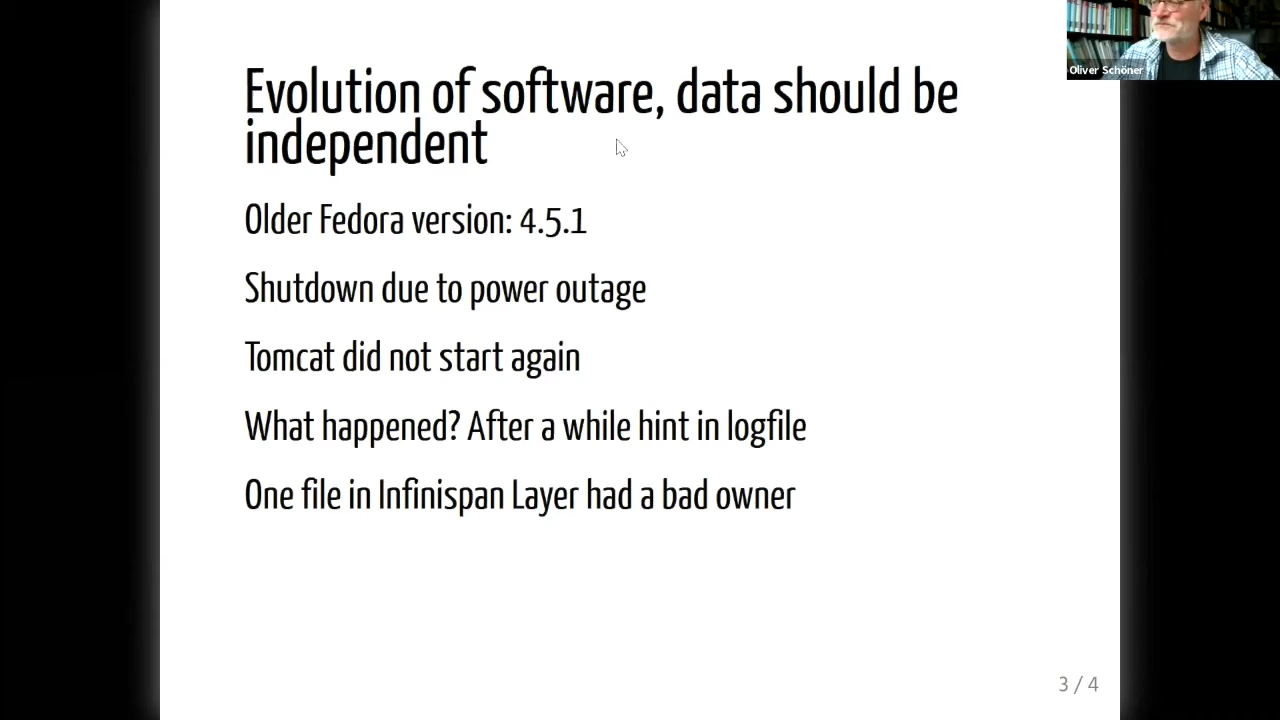 Evolution of software, data should be
independent
Older Fedora version: 4.5.1
Shutdown due to power outage
Tomcat did not start again
What happened? After a while hint in logfile
One file in Infinispan Layer had a bad owner
3 / 4
Oliver Schöner